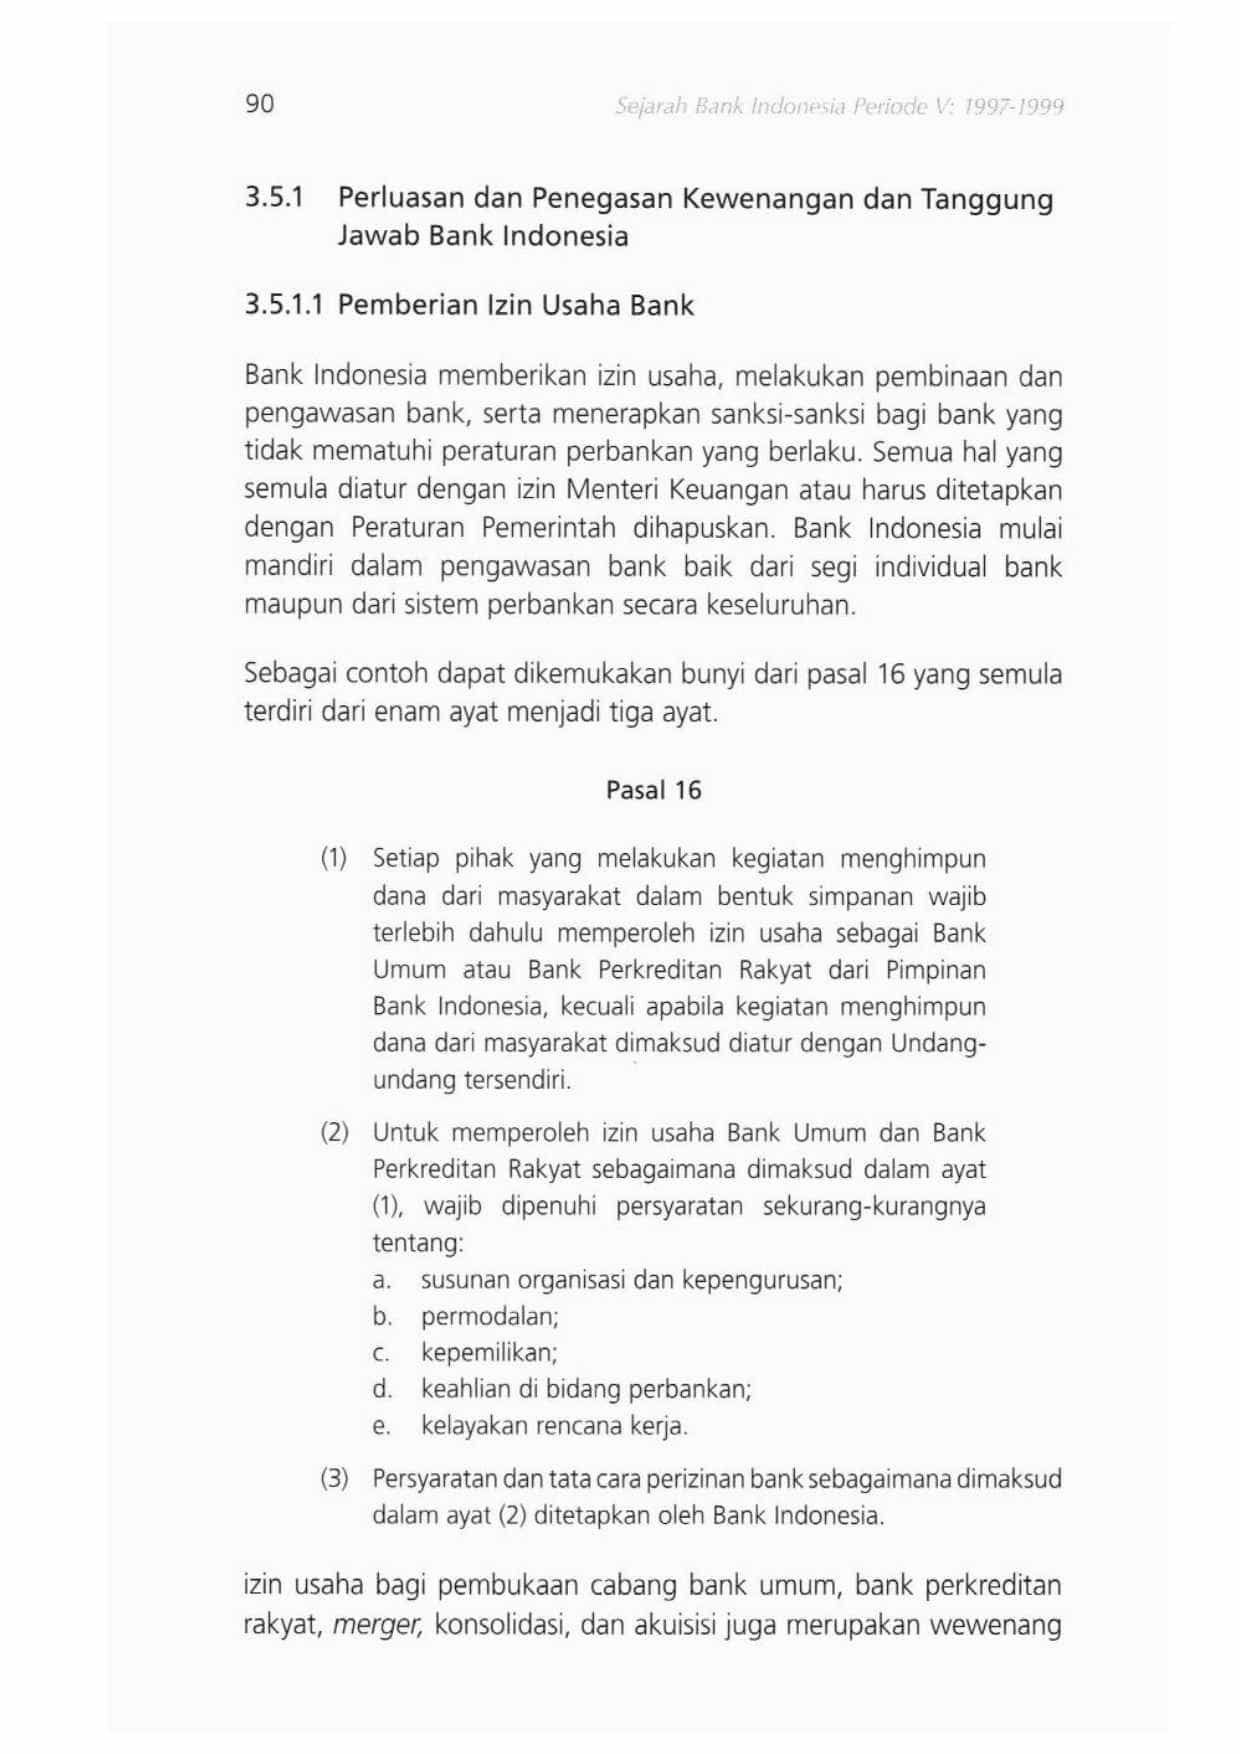 90
Sejarah Bank Indonesia Periode V: 1997-1999
3.5.1 Perluasan dan Penegasan Kewenangan dan Tanggung
Jawab Bank Indonesia
3.5.1.1 Pemberian Izin Usaha Bank
Bank Indonesia memberikan izin usaha, melakukan pembinaan dan
pengawasan bank, serta menerapkan sanksi-sanksi bagi bank yang
tidak mematuhi peraturan perbankan yang berlaku. Semua hal yang
semula diatur dengan izin Menteri Keuangan atau harus ditetapkan
dengan Peraturan Pemerintah dihapuskan. Bank Indonesia mulai
mandiri dalam pengawasan bank baik dari segi individual bank
maupun dari sistem perbankan secara keseluruhan.
Sebagai contoh dapat dikemukakan bunyi dari pasal 16 yang semula
terdiri dari enam ayat menjadi tiga ayat.
Pasal 16
(1) Setiap pihak yang melakukan kegiatan menghimpun
dana dari masyarakat dalam bentuk simpanan wajib
terlebih dahulu memperoleh izin usaha sebagai Bank
Umum atau Bank Perkreditan Rakyat dari Pimpinan
Bank Indonesia, kecuali apabila kegiatan menghimpun
dana dari masyarakat dimaksud diatur dengan Undang-
undang tersendiri.
(2) Untuk memperoleh izin usaha Bank Umum dan Bank
Perkreditan Rakyat sebagaimana dimaksud dalam ayat
(1), wajib dipenuhi persyaratan sekurang-kurangnya
tentang:
a. susunan organisasi dan kepengurusan;
b. permodalan;
c. kepemilikan;
d. keahlian di bidang perbankan;
e. kelayakan rencana kerja.
(3) Persyaratan dan tata cara perizinan bank sebagaimana dimaksud
dalam ayat (2) ditetapkan oleh Bank Indonesia.
izin usaha bagi pembukaan cabang bank umum, bank perkreditan
rakyat, merger, konsolidasi, dan akuisisi juga merupakan wewenang